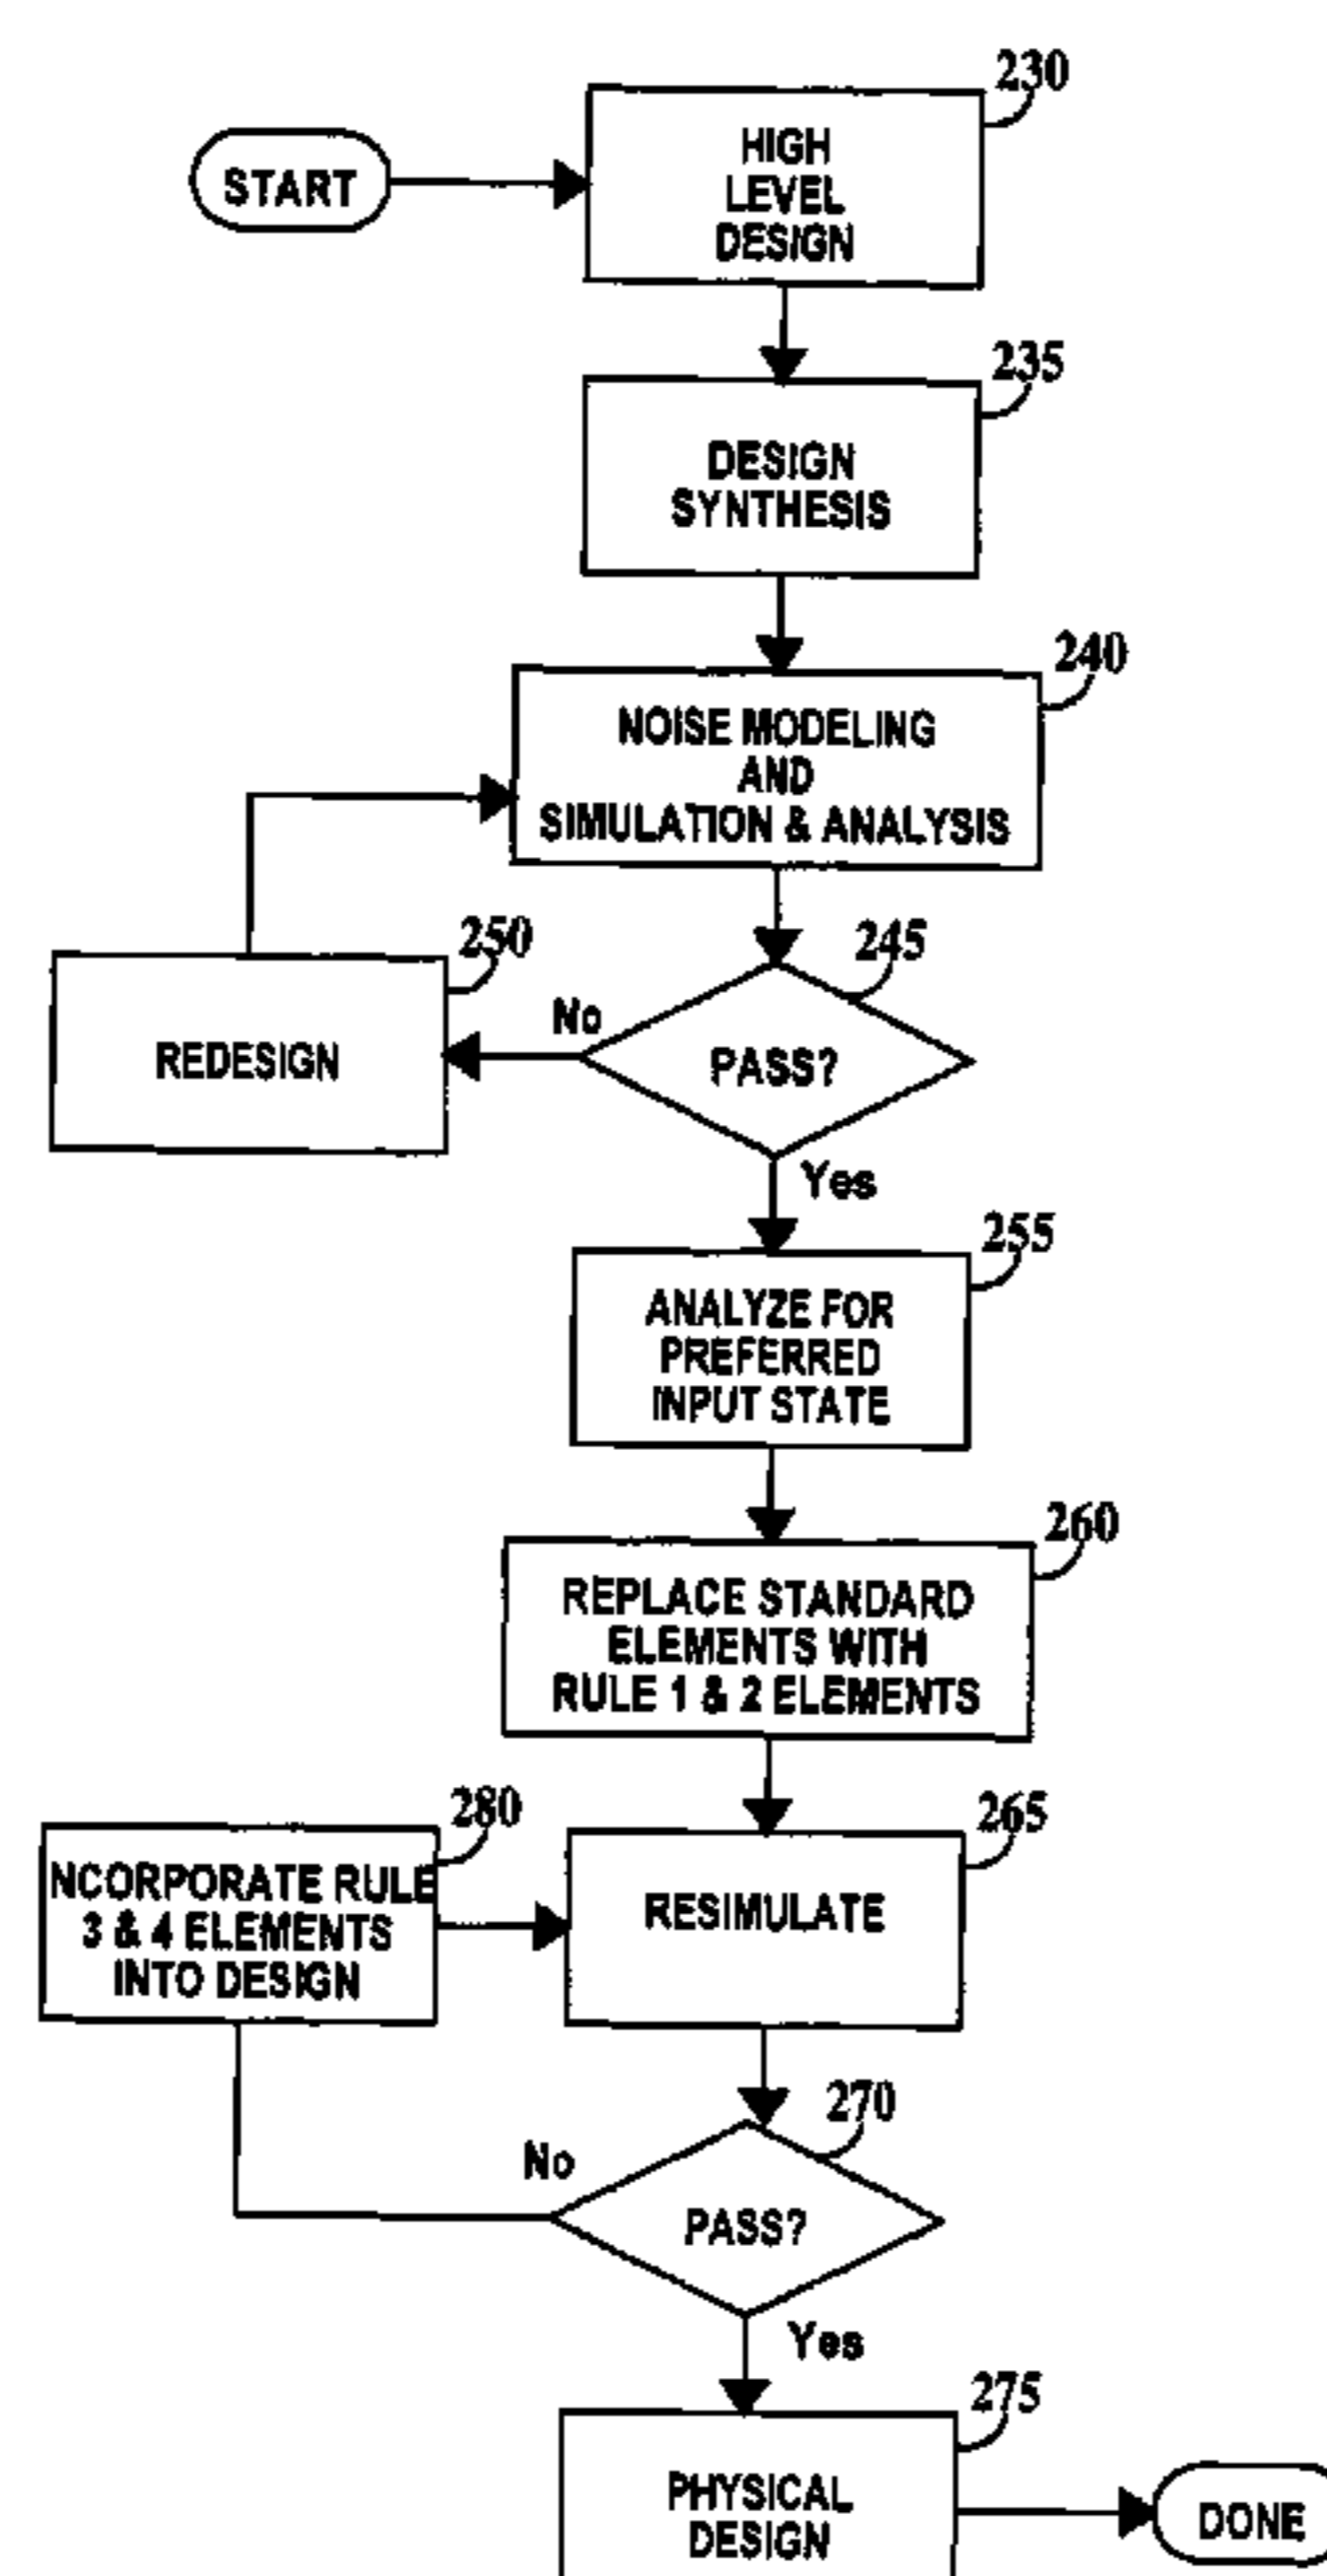 230
START
HIGH
LEVEL
DESIGN
235
DESIGN
SYNTHESIS
240
NOISE MODELING
AND
SIMULATION & ANALYSIS
250
245
No
REDESIGN
PASS?
Yes
255
ANALYZE FOR
PREFERRED
INPUT STATE
260
REPLACE STANDARD
ELEMENTS WITH
RULE 1 & 2 ELEMENTS
280
265
NCORPORATE RULE
3 & 4 ELEMENTS
INTO DESIGN
RESIMULATE
270
No
PASS?
Yes
275
PHYSICAL
DESIGN
DONE